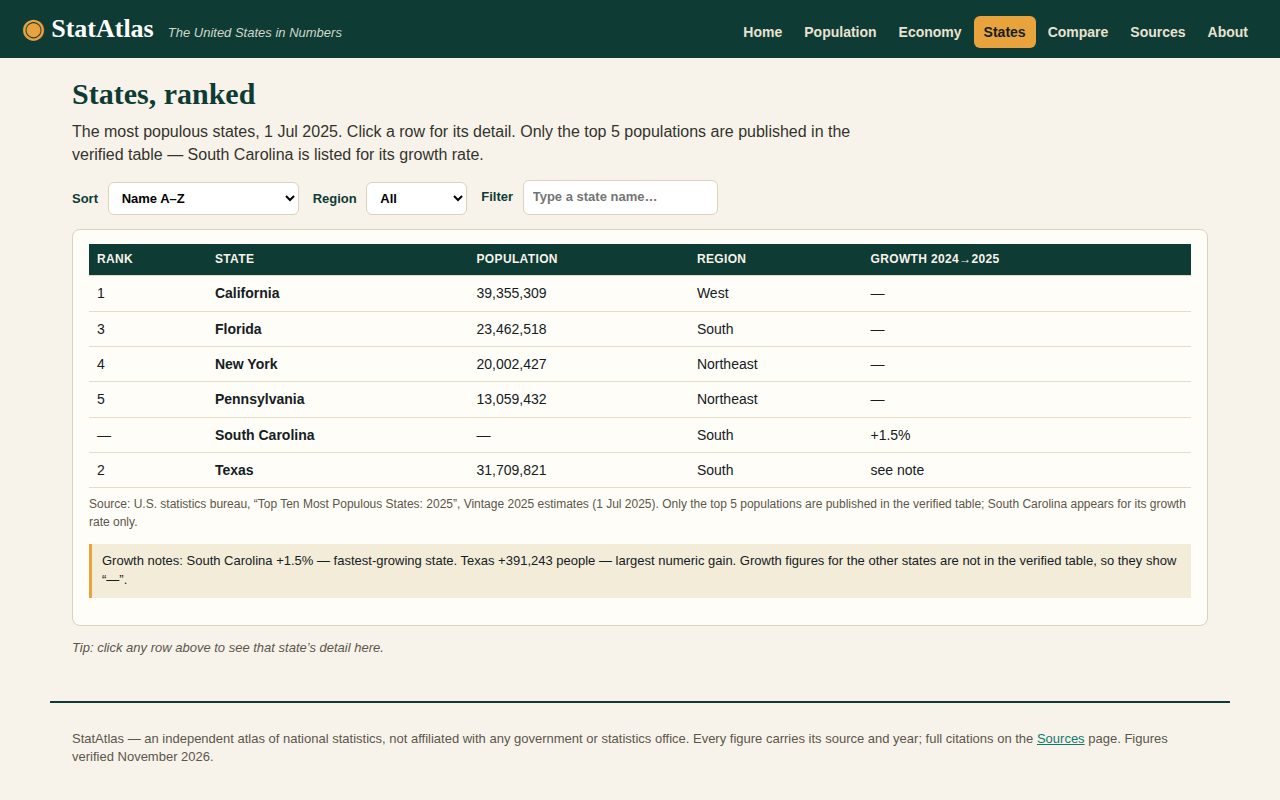 StatAtlas The United States in Numbers Home Population Economy States Compare Sources About
States, ranked
The most populous states, 1 Jul 2025. Click a row for its detail. Only the top 5 populations are published in the
verified table — South Carolina is listed for its growth rate.
Sort Name A–Z Region All Filter Type a state name…
RANK STATE POPULATION REGION GROWTH 2024→2025
1 California 39,355,309 West —
3 Florida 23,462,518 South —
4 New York 20,002,427 Northeast —
5 Pennsylvania 13,059,432 Northeast —
— South Carolina — South +1.5%
2 Texas 31,709,821 South see note
Source: U.S. statistics bureau, “Top Ten Most Populous States: 2025”, Vintage 2025 estimates (1 Jul 2025). Only the top 5 populations are published in the verified table; South Carolina appears for its growth
rate only.
Growth notes: South Carolina +1.5% — fastest-growing state. Texas +391,243 people — largest numeric gain. Growth figures for the other states are not in the verified table, so they show
“—”.
Tip: click any row above to see that state’s detail here.
StatAtlas — an independent atlas of national statistics, not affiliated with any government or statistics office. Every figure carries its source and year; full citations on the Sources page. Figures
verified November 2026.